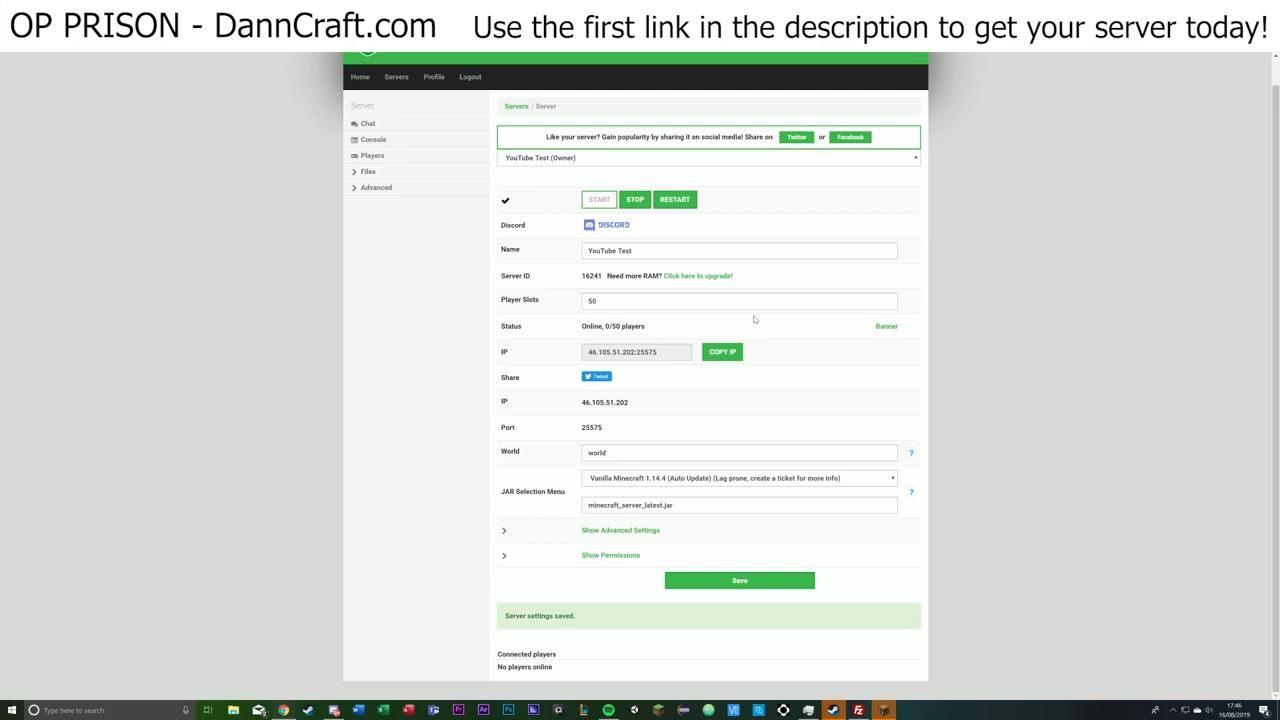 OP PRISON - DannCraft.com Use the first link in the description to get your server today!
Home Servers Profile Logout
Server
Chat
Console
Players
Files
Advanced
Servers / Server
Like your server? Gain popularity by sharing it on social media! Share on Twitter or Facebook
YouTube Test (Owner)
START STOP RESTART
Discord DISCORD
Name YouTube Test
Server ID 16241 Need more RAM? Click here to upgrade!
Player Slots 50
Status Online, 0/50 players Banner
IP 46.105.51.202:25575 COPY IP
Share Tweet
IP 46.105.51.202
Port 25575
World world ?
JAR Selection Menu Vanilla Minecraft 1.14.4 (Auto Update) (Lag prone, create a ticket for more info) ?
minecraft_server_latest.jar
Show Advanced Settings
Show Permissions
Save
Server settings saved.
Connected players
No players online
Type here to search
17:46
16/08/2019